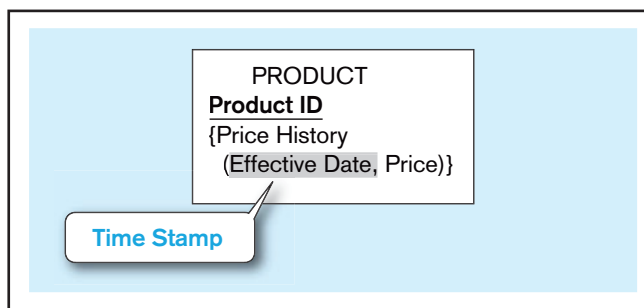 PRODUCT
Product ID
{Price History
(Effective Date, Price)}
Time Stamp